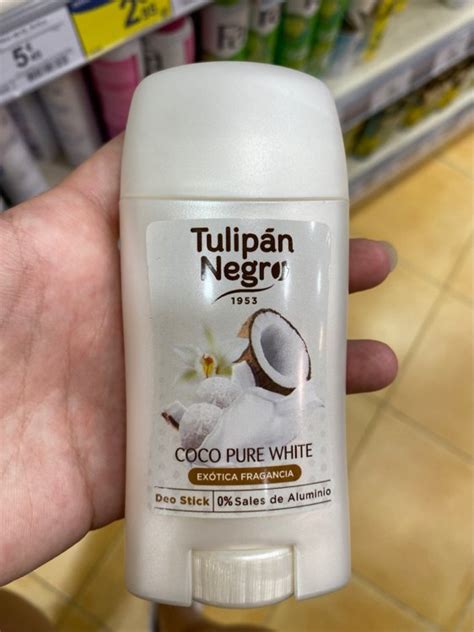 Tulipán
Negro
1953
COCO PURE WHITE
EXÓTICA FRAGANCIA
Deo Stick 0% Sales de Aluminio